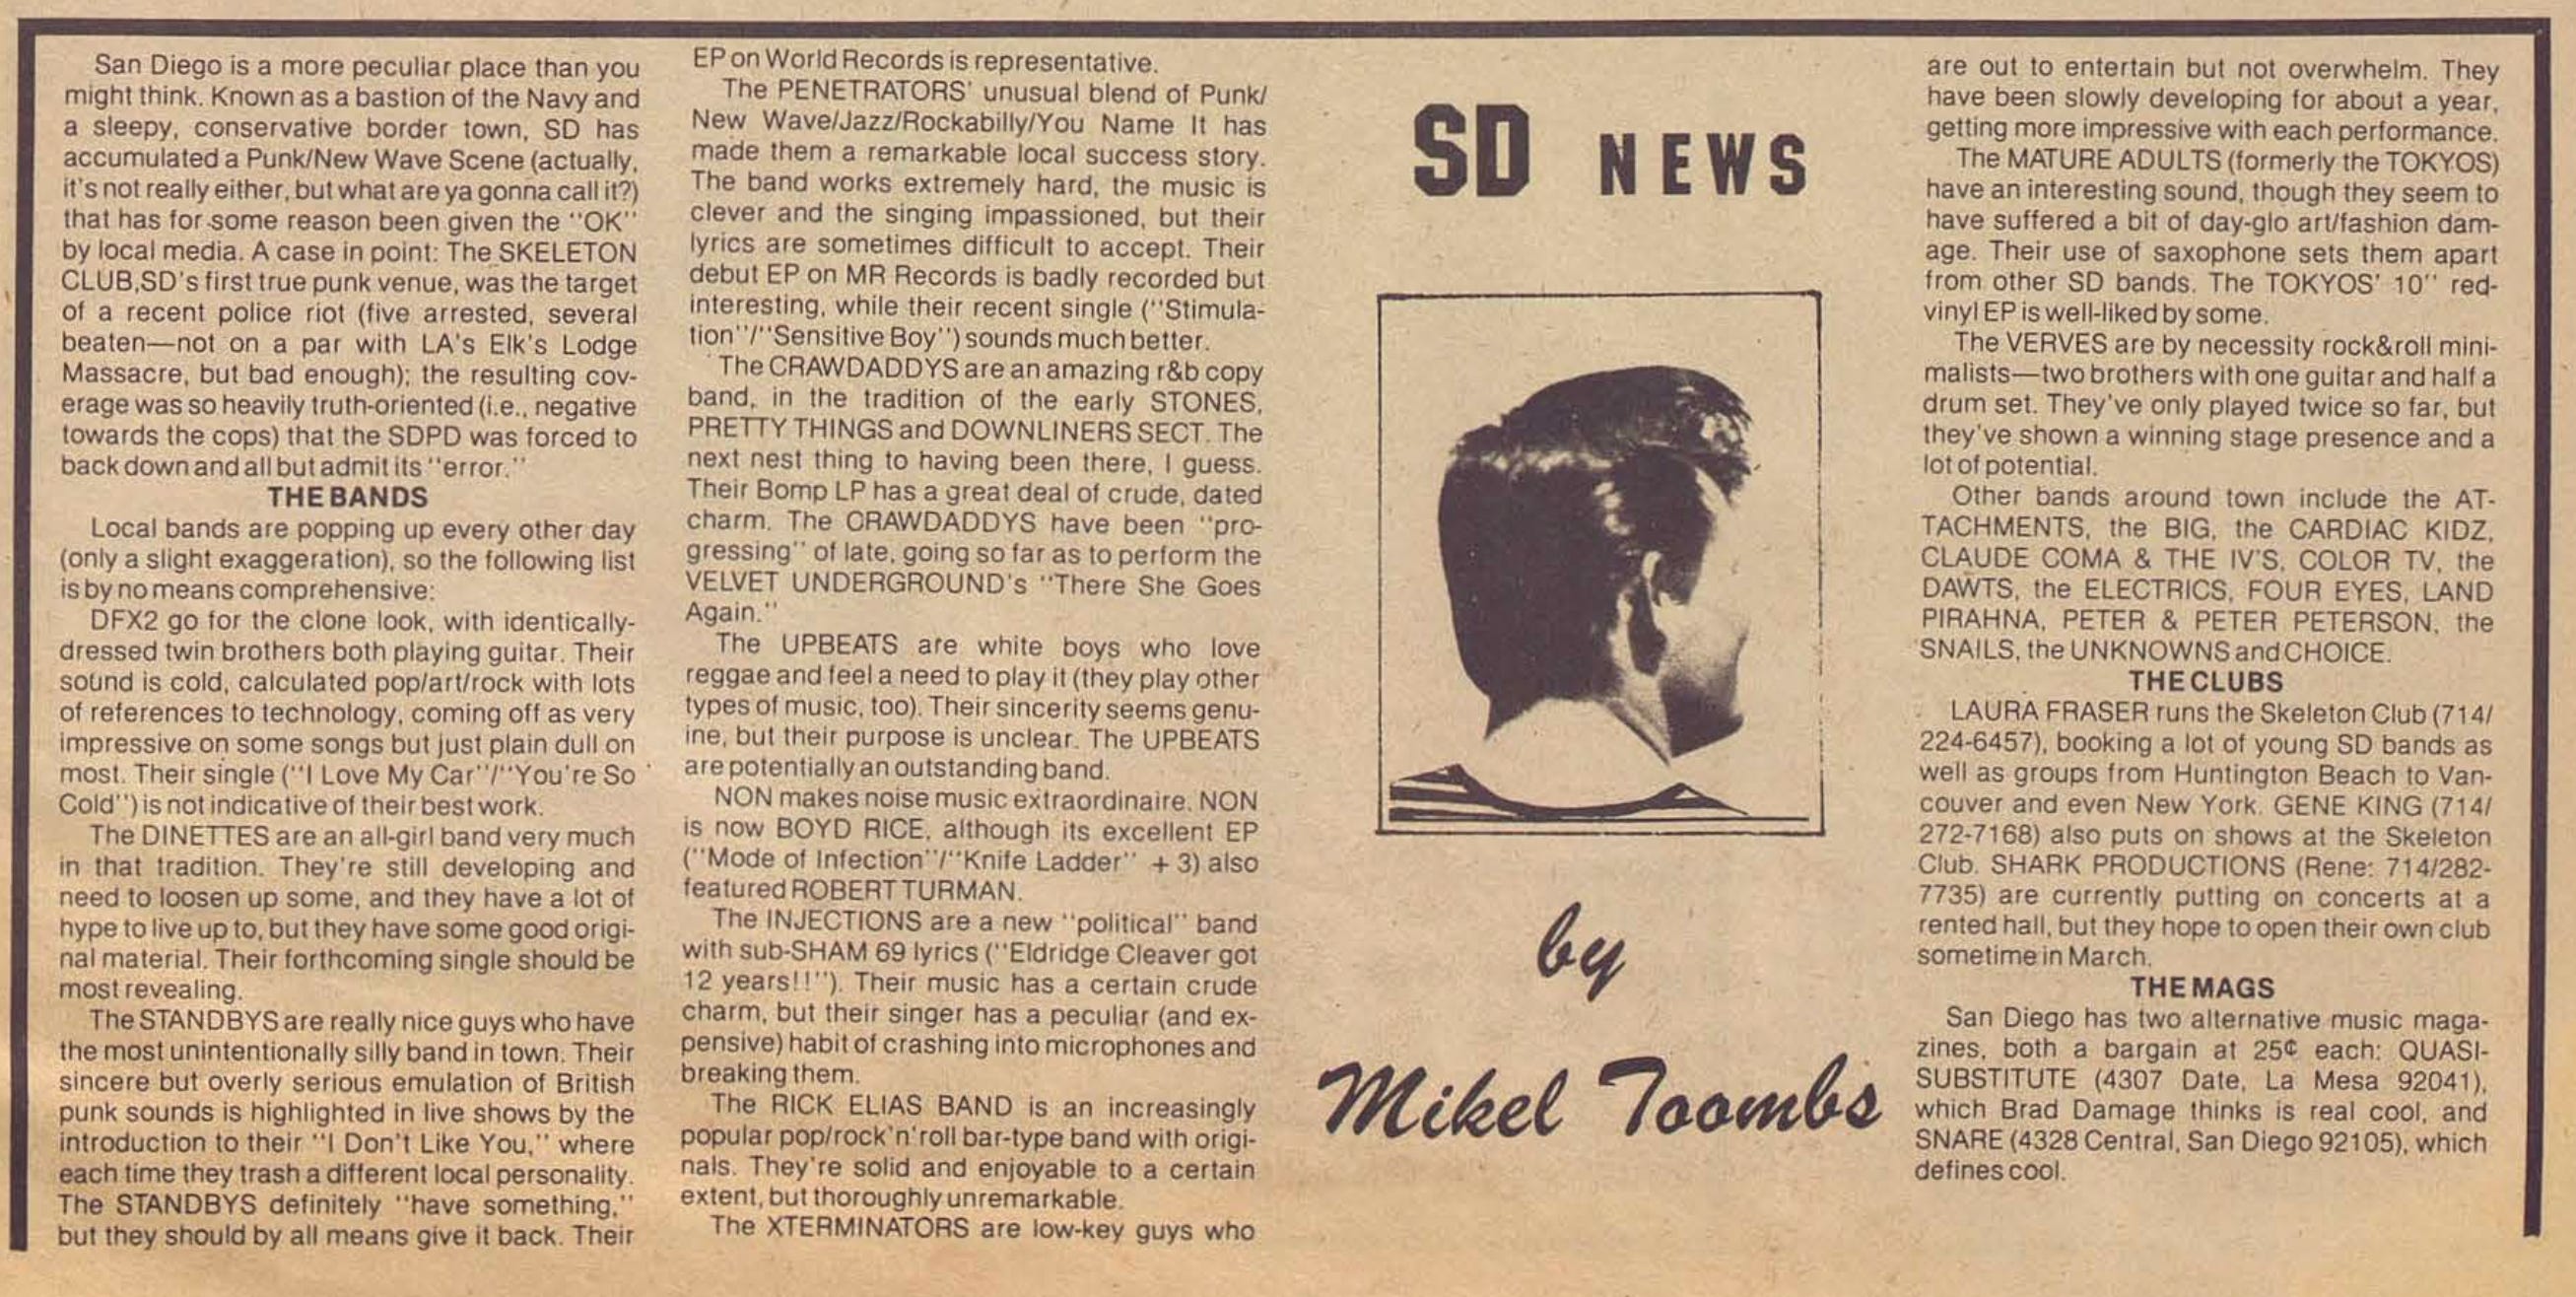 San Diego is a more peculiar place than you
might think. Known as a bastion of the Navy and
a sleepy, conservative border town, SD has
accumulated a Punk/New Wave Scene (actually,
it's not really either, but what are ya gonna call it?)
that has for some reason been given the "OK"
by local media. A case in point: The SKELETON
CLUB,SD's first true punk venue, was the target
of a recent police riot (five arrested, several
beaten—not on a par with LA's Elk's Lodge
Massacre, but bad enough); the resulting cov-
erage was so heavily truth-oriented (i.e., negative
towards the cops) that the SDPD was forced to
back down and all but admit its "error."
THE BANDS
Local bands are popping up every other day
(only a slight exaggeration), so the following list
is by no means comprehensive:
DFX2 go for the clone look, with identically-
dressed twin brothers both playing guitar. Their
sound is cold, calculated pop/art/rock with lots
of references to technology, coming off as very
impressive on some songs but just plain dull on
most. Their single ("I Love My Car"/"You're So
Cold") is not indicative of their best work.
The DINETTES are an all-girl band very much
in that tradition. They're still developing and
need to loosen up some, and they have a lot of
hype to live up to, but they have some good origi-
nal material. Their forthcoming single should be
most revealing.
The STANDBYS are really nice guys who have
the most unintentionally silly band in town. Their
sincere but overly serious emulation of British
punk sounds is highlighted in live shows by the
introduction to their "I Don't Like You," where
each time they trash a different local personality.
The STANDBYS definitely "have something,"
but they should by all means give it back. Their
EP on World Records is representative.
The PENETRATORS' unusual blend of Punk/
New Wave/Jazz/Rockabilly/You Name It has
made them a remarkable local success story.
The band works extremely hard, the music is
clever and the singing impassioned, but their
lyrics are sometimes difficult to accept. Their
debut EP on MR Records is badly recorded but
interesting, while their recent single ("Stimula-
tion"/"Sensitive Boy") sounds much better.
The CRAWDADDYS are an amazing r&b copy
band, in the tradition of the early STONES,
PRETTY THINGS and DOWNLINERS SECT. The
next nest thing to having been there, I guess.
Their Bomp LP has a great deal of crude, dated
charm. The CRAWDADDYS have been "pro-
gressing" of late, going so far as to perform the
VELVET UNDERGROUND's "There She Goes
Again."
The UPBEATS are white boys who love
reggae and feel a need to play it (they play other
types of music, too). Their sincerity seems genu-
ine, but their purpose is unclear. The UPBEATS
are potentially an outstanding band.
NON makes noise music extraordinaire. NON
is now BOYD RICE, although its excellent EP
("Mode of Infection"/"Knife Ladder" + 3) also
featured ROBERT TURMAN.
The INJECTIONS are a new "political" band
with sub-SHAM 69 lyrics ("Eldridge Cleaver got
12 years!!"). Their music has a certain crude
charm, but their singer has a peculiar (and ex-
pensive) habit of crashing into microphones and
breaking them.
The RICK ELIAS BAND is an increasingly
popular pop/rock'n'roll bar-type band with origi-
nals. They're solid and enjoyable to a certain
extent, but thoroughly unremarkable.
The XTERMINATORS are low-key guys who
SD NEWS
by
Mikel Toombs
are out to entertain but not overwhelm. They
have been slowly developing for about a year,
getting more impressive with each performance.
The MATURE ADULTS (formerly the TOKYOS)
have an interesting sound, though they seem to
have suffered a bit of day-glo art/fashion dam-
age. Their use of saxophone sets them apart
from other SD bands. The TOKYOS' 10" red-
vinyl EP is well-liked by some.
The VERVES are by necessity rock&roll mini-
malists—two brothers with one guitar and half a
drum set. They've only played twice so far, but
they've shown a winning stage presence and a
lot of potential.
Other bands around town include the AT-
TACHMENTS, the BIG, the CARDIAC KIDZ,
CLAUDE COMA & THE IV'S, COLOR TV, the
DAWTS, the ELECTRICS, FOUR EYES, LAND
PIRAHNA, PETER & PETER PETERSON, the
SNAILS, the UNKNOWNS and CHOICE.
THE CLUBS
LAURA FRASER runs the Skeleton Club (714/
224-6457), booking a lot of young SD bands as
well as groups from Huntington Beach to Van-
couver and even New York. GENE KING (714/
272-7168) also puts on shows at the Skeleton
Club. SHARK PRODUCTIONS (Rene: 714/282-
7735) are currently putting on concerts at a
rented hall, but they hope to open their own club
sometime in March.
THE MAGS
San Diego has two alternative music maga-
zines, both a bargain at 25¢ each: QUASI-
SUBSTITUTE (4307 Date, La Mesa 92041),
which Brad Damage thinks is real cool, and
SNARE (4328 Central, San Diego 92105), which
defines cool.